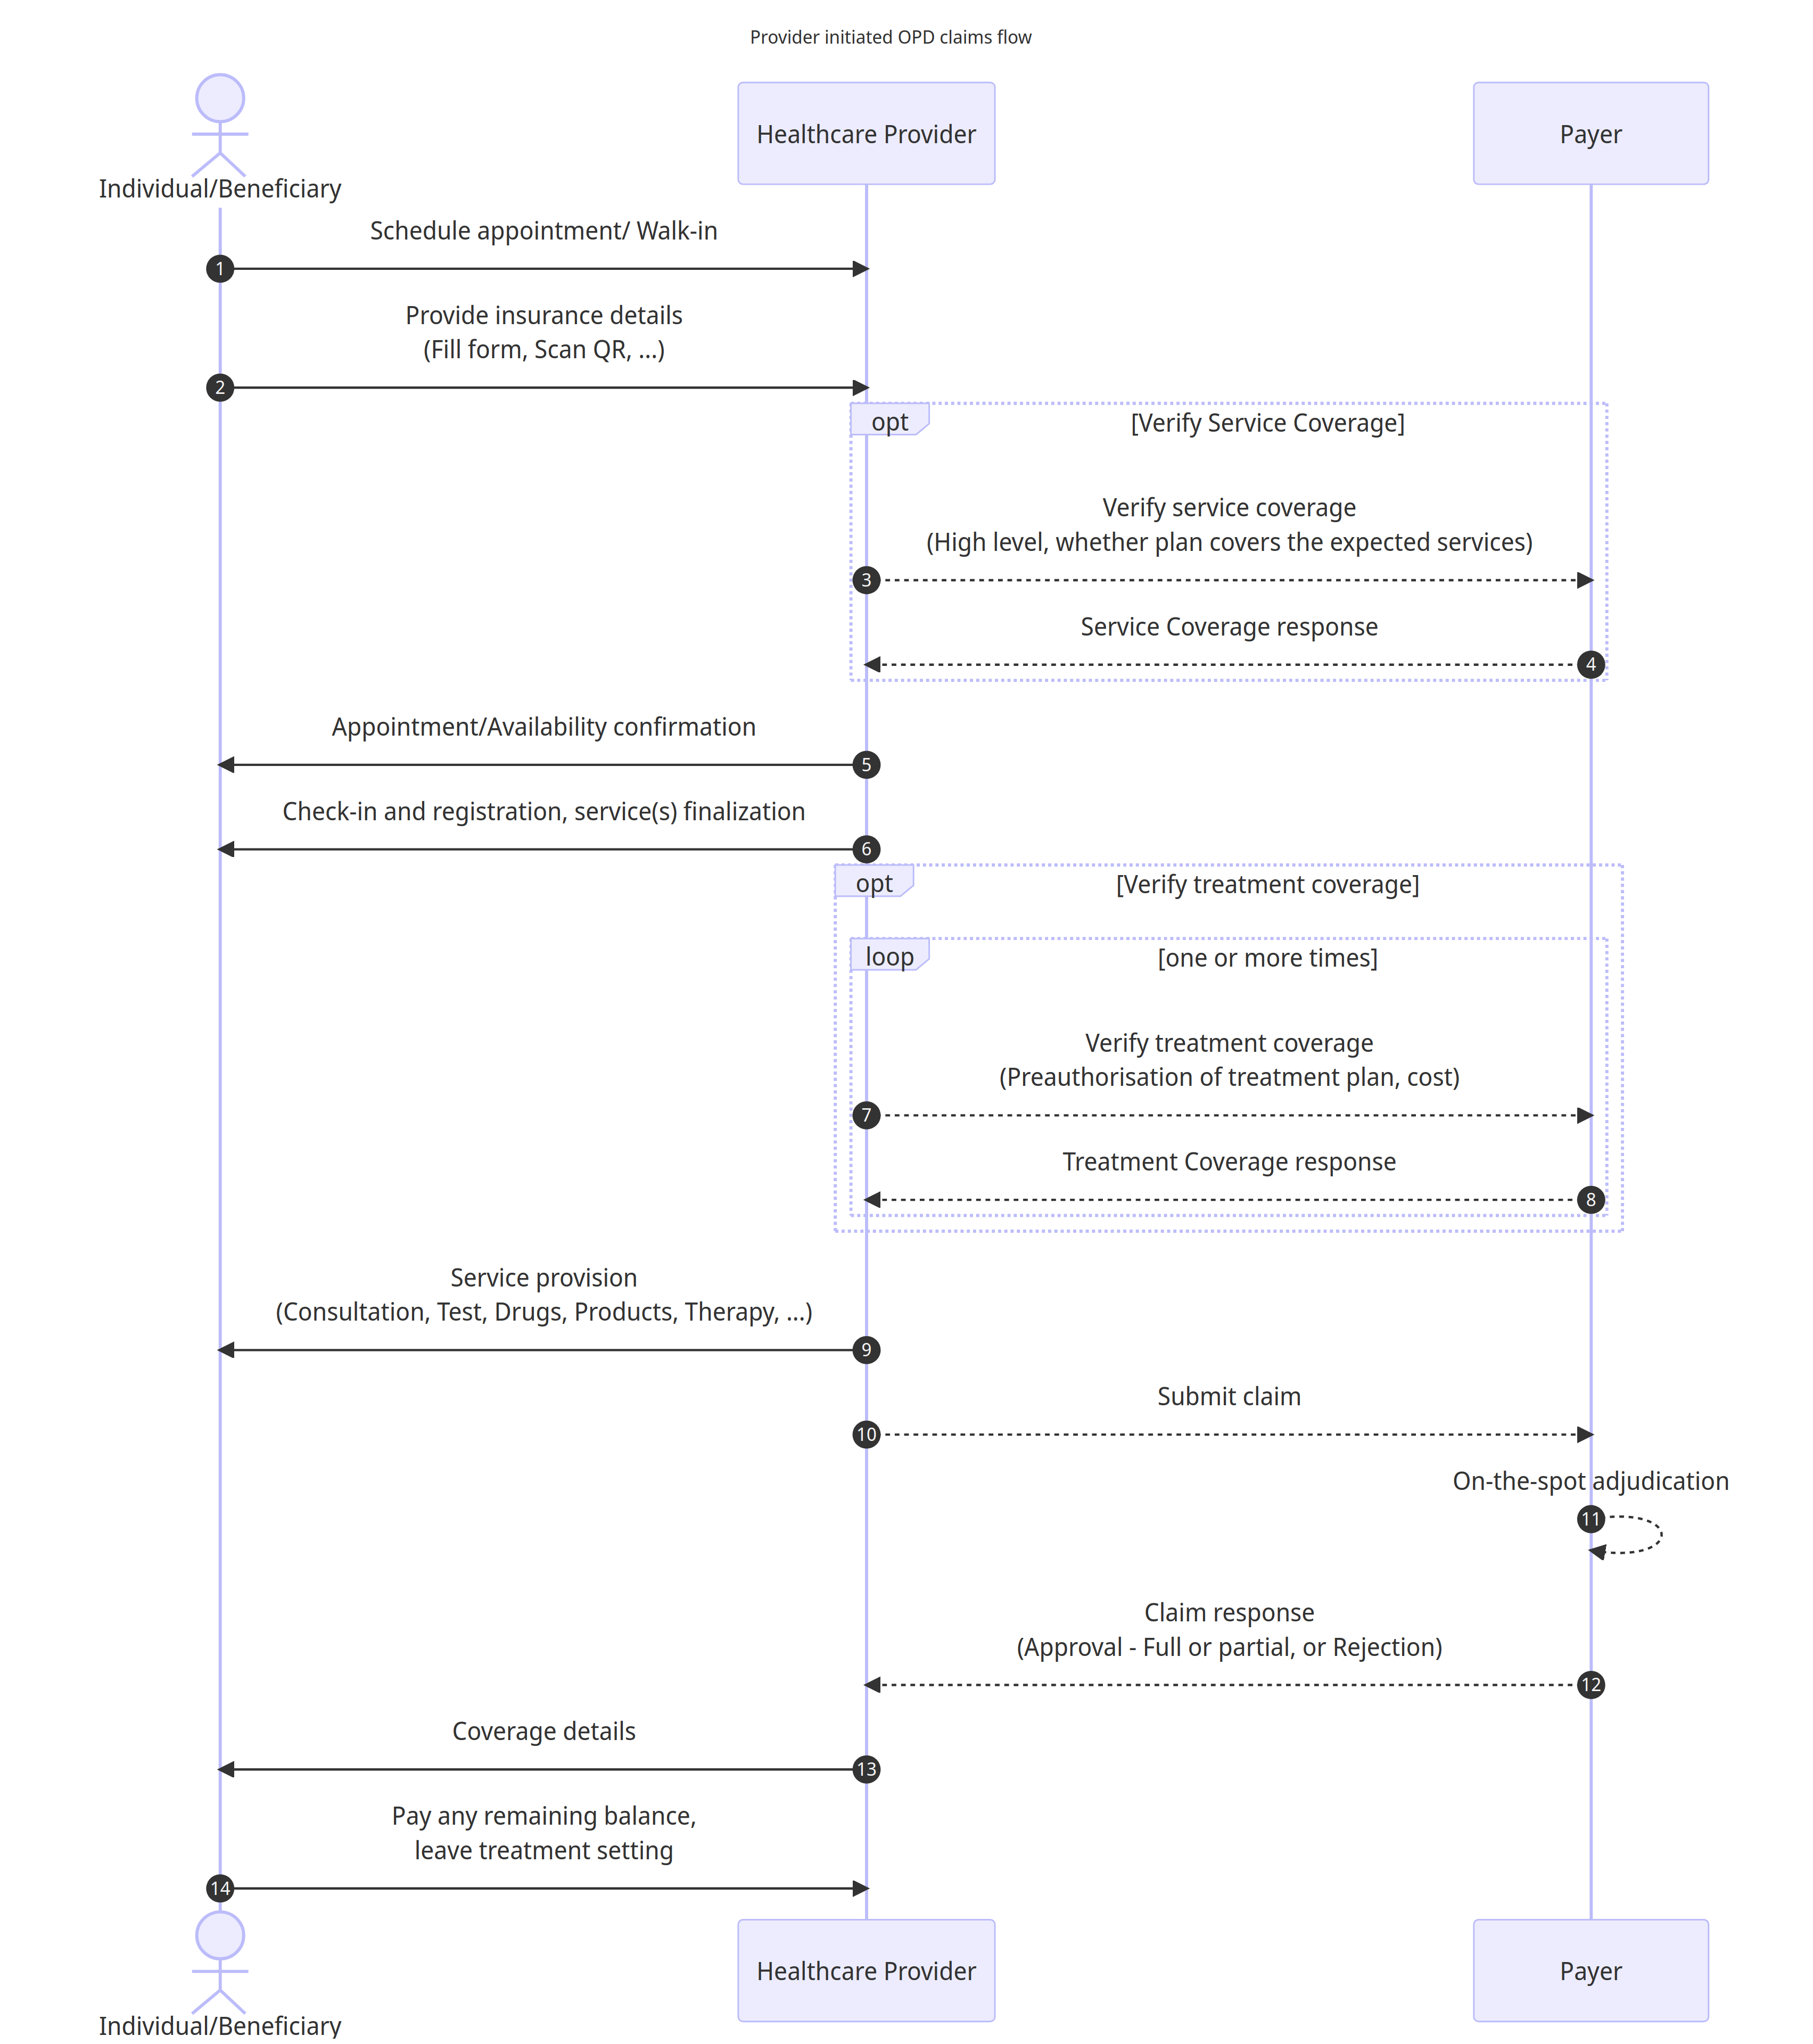 Provider initiated OPD claims flow
Individual/Beneficiary
Healthcare Provider
Payer
Schedule appointment/ Walk-in
1
Provide insurance details
(Fill form, Scan QR, ...)
2
opt
[Verify Service Coverage]
Verify service coverage
(High level, whether plan covers the expected services)
3
Service Coverage response
4
Appointment/Availability confirmation
5
Check-in and registration, service(s) finalization
6
opt
[Verify treatment coverage]
loop
[one or more times]
Verify treatment coverage
(Preauthorisation of treatment plan, cost)
7
Treatment Coverage response
8
Service provision
(Consultation, Test, Drugs, Products, Therapy, ...)
9
Submit claim
10
On-the-spot adjudication
11
Claim response
(Approval - Full or partial, or Rejection)
12
Coverage details
13
Pay any remaining balance,
leave treatment setting
14
Healthcare Provider
Payer
Individual/Beneficiary